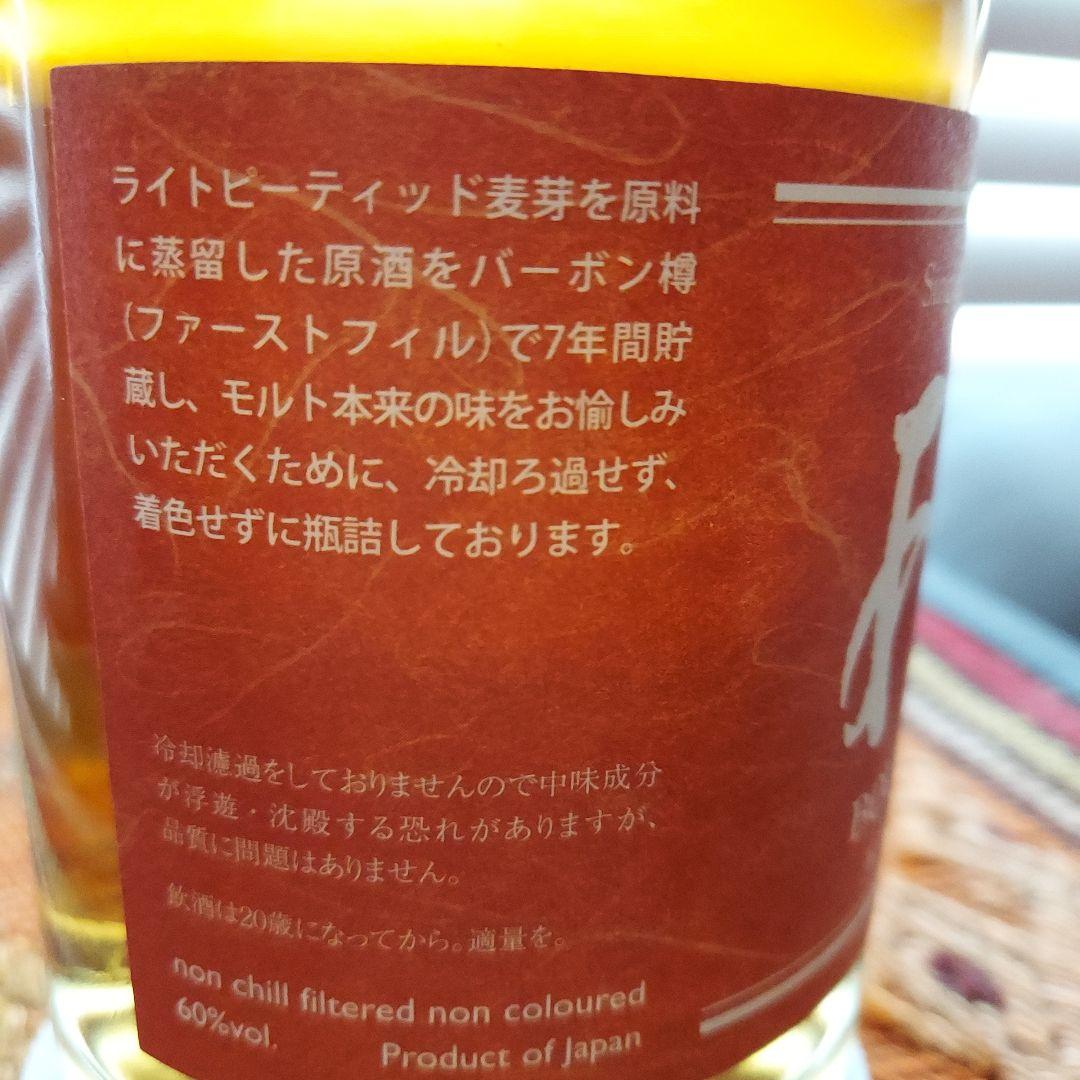 ライトピーティッド麦芽を原料
に蒸留した原酒をバーボン樽
(ファーストフィル)で7年間貯
蔵し、モルト本来の味をお愉しみ
いただくために、冷却ろ過せず、
着色せずに瓶詰しております。
冷却濾過をしておりませんので中味成分
が浮遊・沈殿する恐れがありますが、
品質に問題はありません。
飲酒は20歳になってから。適量を。
non chill filtered non coloured
60%vol.
Product of Japan